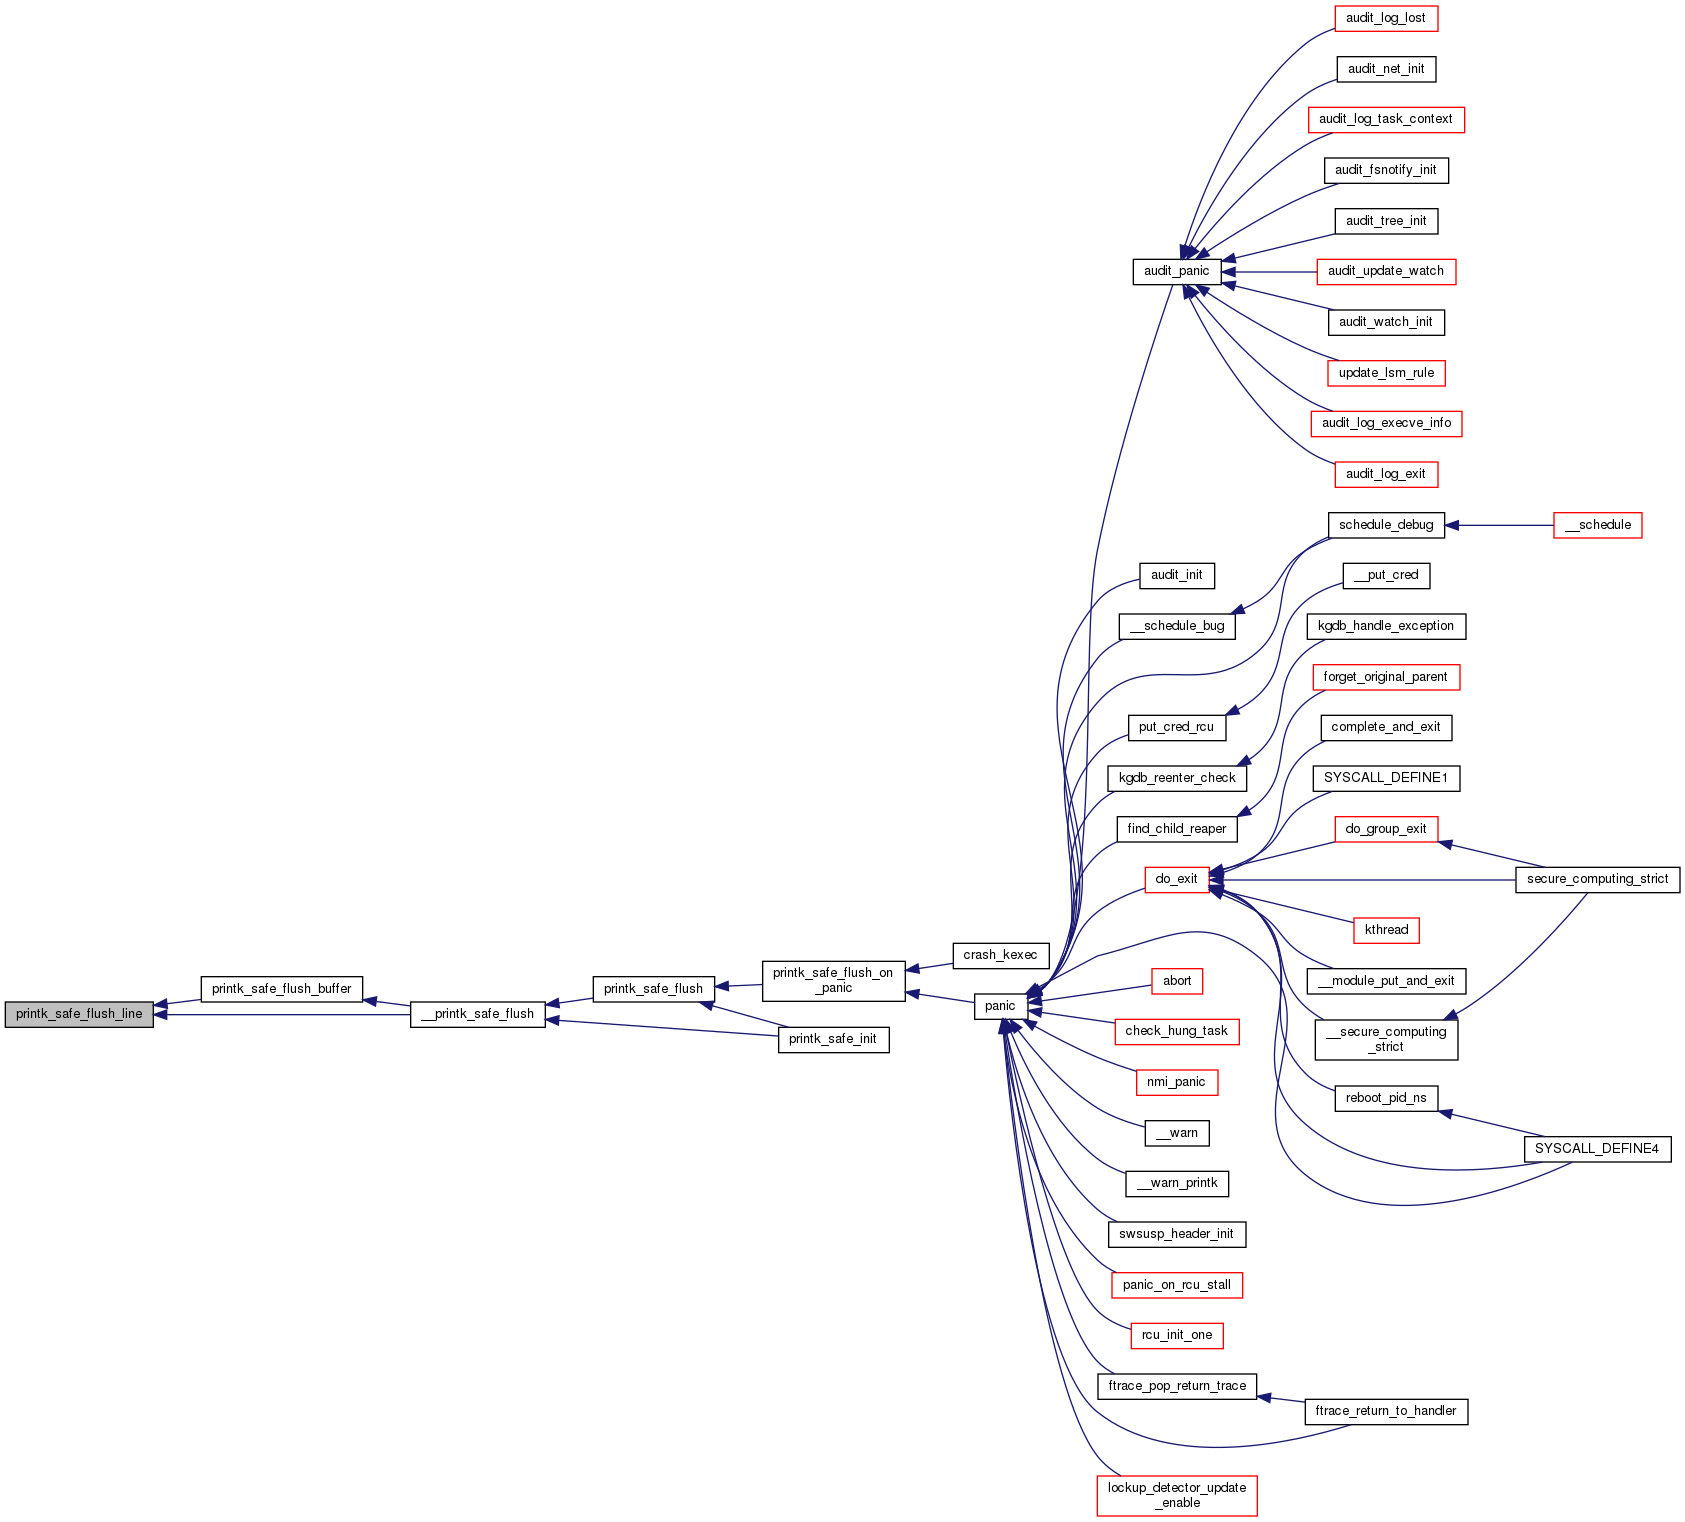 audit_log_lost
audit_net_init
audit_log_task_context
audit_fsnotify_init
audit_tree_init
audit_panic
audit_update_watch
audit_watch_init
update_lsm_rule
audit_log_execve_info
audit_log_exit
schedule_debug
__schedule
audit_init
__put_cred
__schedule_bug
kgdb_handle_exception
forget_original_parent
put_cred_rcu
complete_and_exit
kgdb_reenter_check
SYSCALL_DEFINE1
find_child_reaper
do_group_exit
do_exit
secure_computing_strict
kthread
crash_kexec
printk_safe_flush_on
_panic
abort
__module_put_and_exit
printk_safe_flush_buffer
printk_safe_flush
panic
printk_safe_flush_line
__printk_safe_flush
check_hung_task
__secure_computing
_strict
printk_safe_init
nmi_panic
reboot_pid_ns
__warn
SYSCALL_DEFINE4
__warn_printk
swsusp_header_init
panic_on_rcu_stall
rcu_init_one
ftrace_pop_return_trace
ftrace_return_to_handler
lockup_detector_update
_enable